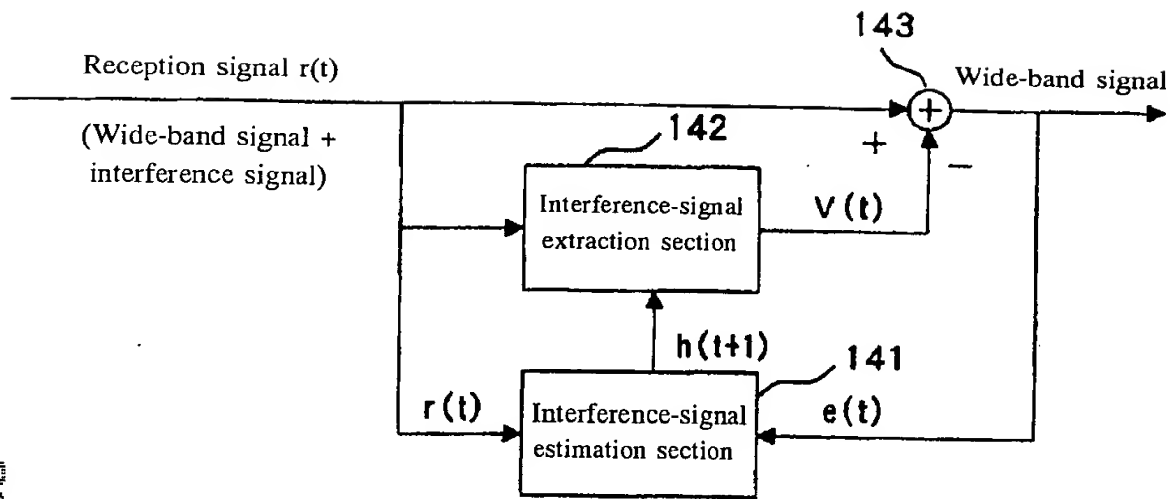 143
Reception signal r(t)
Wide-band signal
(Wide-band signal +
interference signal)
142
+
+
−
Interference-signal
extraction section
V(t)
h(t+1)
141
r(t)
Interference-signal
estimation section
e(t)